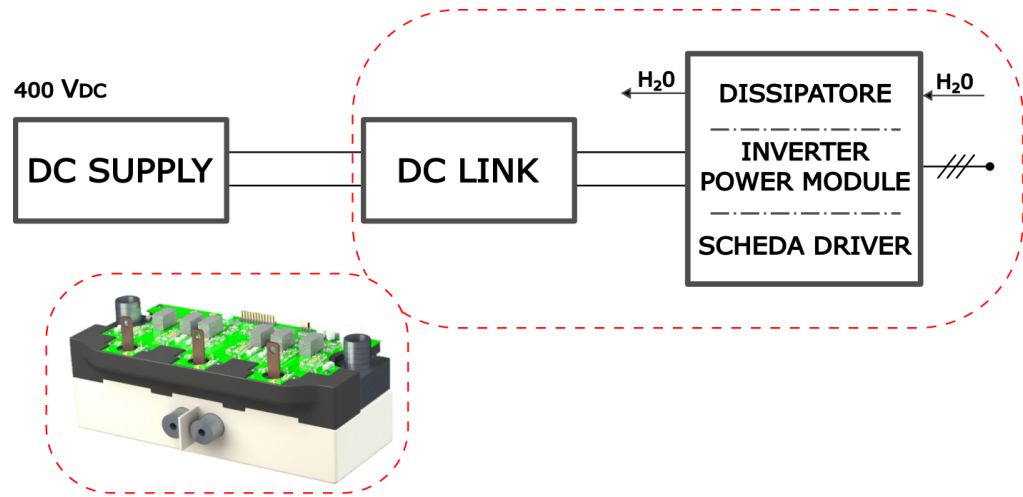 400 VDC
DC SUPPLY
DC LINK
H₂0
DISSIPATORE
H₂0
INVERTER
POWER MODULE
SCHEDA DRIVER